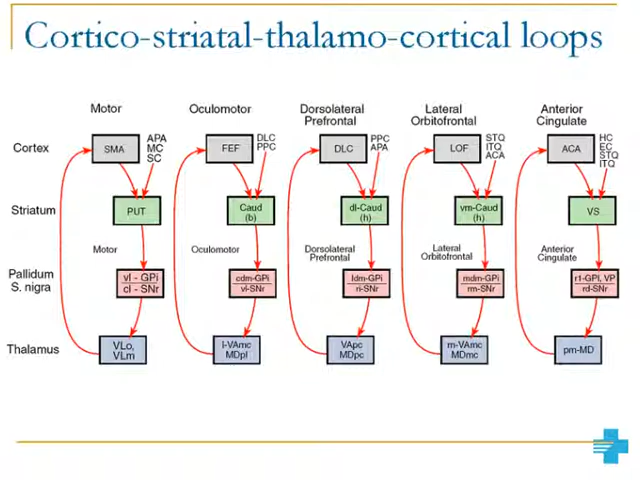 Cortico-striatal-thalamo-cortical loops
Motor
Oculomotor
Dorsolateral
Prefrontal
Lateral
Orbitofrontal
Anterior
Cingulate
Cortex
SMA
APA
MC
SC
FEF
DLC
PPC
DLC
PPC
APA
LOF
STQ
ITQ
ACA
ACA
HC
EC
STQ
ITQ
Striatum
PUT
Caud
(b)
dl-Caud
(h)
vm-Caud
(h)
VS
Motor
Oculomotor
Dorsolateral
Prefrontal
Lateral
Orbitofrontal
Anterior
Cingulate
Pallidum
S. nigra
vl - GPi
cl - SNr
cdm-GPi
vl-SNr
ldm-GPi
ri-SNr
mdm-GPi
rm-SNr
r1-GPI, VP
rd-SNr
Thalamus
VLo,
VLm
l-VAmc
MDpl
VApc
MDpc
m-VAmc
MDmc
pm-MD